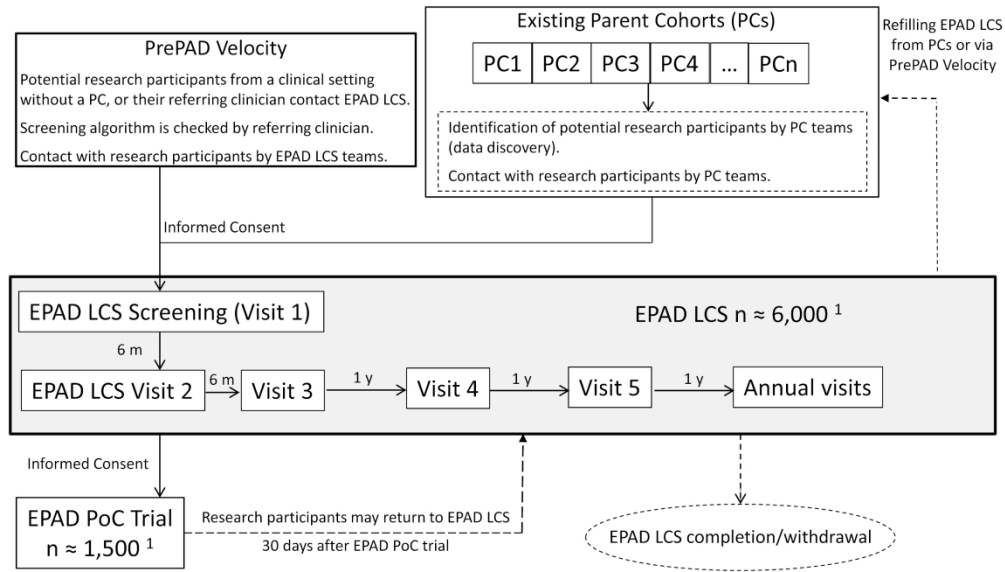 PrePAD Velocity
Potential research participants from a clinical setting
without a PC, or their referring clinician contact EPAD LCS.
Screening algorithm is checked by referring clinician.
Contact with research participants by EPAD LCS teams.
Existing Parent Cohorts (PCs)
PC1 PC2 PC3 PC4 ... PCn
Identification of potential research participants by PC teams
(data discovery).
Contact with research participants by PC teams.
Refilling EPAD LCS
from PCs or via
PrePAD Velocity
Informed Consent
EPAD LCS Screening (Visit 1)
EPAD LCS n ≈ 6,000 ¹
6 m
EPAD LCS Visit 2
6 m
Visit 3
1 y
Visit 4
1 y
Visit 5
1 y
Annual visits
Informed Consent
EPAD PoC Trial
n ≈ 1,500 ¹
Research participants may return to EPAD LCS
30 days after EPAD PoC trial
EPAD LCS completion/withdrawal